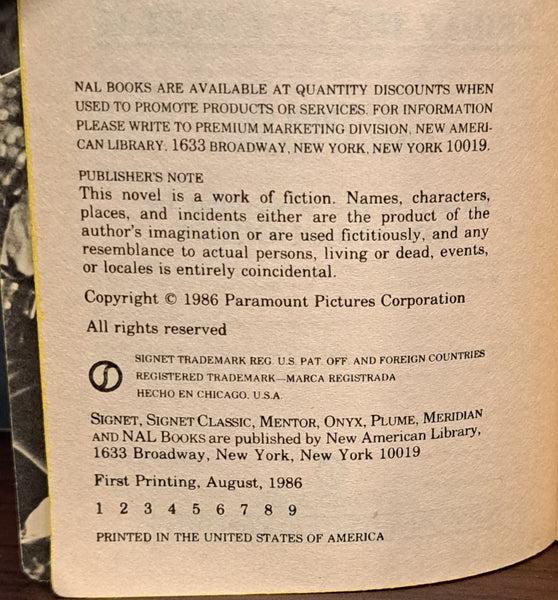 NAL BOOKS ARE AVAILABLE AT QUANTITY DISCOUNTS WHEN
USED TO PROMOTE PRODUCTS OR SERVICES. FOR INFORMATION
PLEASE WRITE TO PREMIUM MARKETING DIVISION, NEW AMERI-
CAN LIBRARY, 1633 BROADWAY, NEW YORK, NEW YORK 10019.
PUBLISHER'S NOTE
This novel is a work of fiction. Names, characters,
places, and incidents either are the product of the
author's imagination or are used fictitiously, and any
resemblance to actual persons, living or dead, events,
or locales is entirely coincidental.
Copyright © 1986 Paramount Pictures Corporation
All rights reserved
SIGNET TRADEMARK REG. U.S. PAT. OFF. AND FOREIGN COUNTRIES
REGISTERED TRADEMARK—MARCA REGISTRADA
HECHO EN CHICAGO, U.S.A.
SIGNET, SIGNET CLASSIC, MENTOR, ONYX, PLUME, MERIDIAN
AND NAL BOOKS are published by New American Library,
1633 Broadway, New York, New York 10019
First Printing, August, 1986
1 2 3 4 5 6 7 8 9
PRINTED IN THE UNITED STATES OF AMERICA